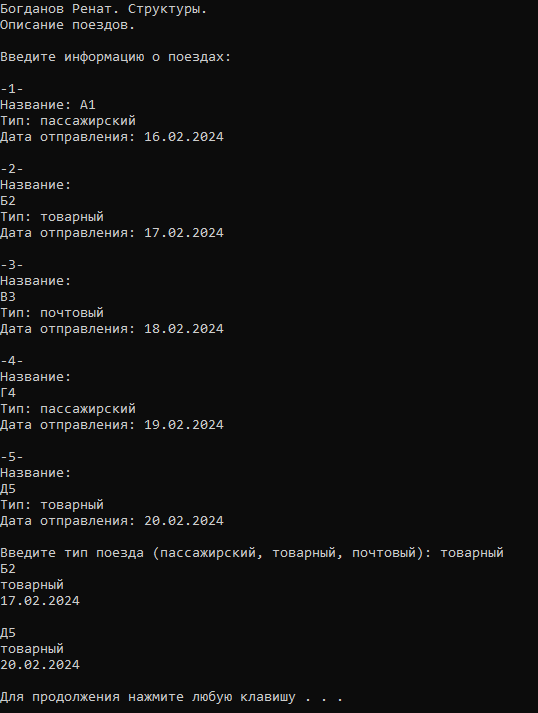 Богданов Ренат. Структуры.
Описание поездов.
Введите информацию о поездах:
-1-
Название: А1
Тип: пассажирский
Дата отправления: 16.02.2024
-2-
Название:
Б2
Тип: товарный
Дата отправления: 17.02.2024
-3-
Название:
В3
Тип: почтовый
Дата отправления: 18.02.2024
-4-
Название:
Г4
Тип: пассажирский
Дата отправления: 19.02.2024
-5-
Название:
Д5
Тип: товарный
Дата отправления: 20.02.2024
Введите тип поезда (пассажирский, товарный, почтовый): товарный
Б2
товарный
17.02.2024
Д5
товарный
20.02.2024
Для продолжения нажмите любую клавишу . . .